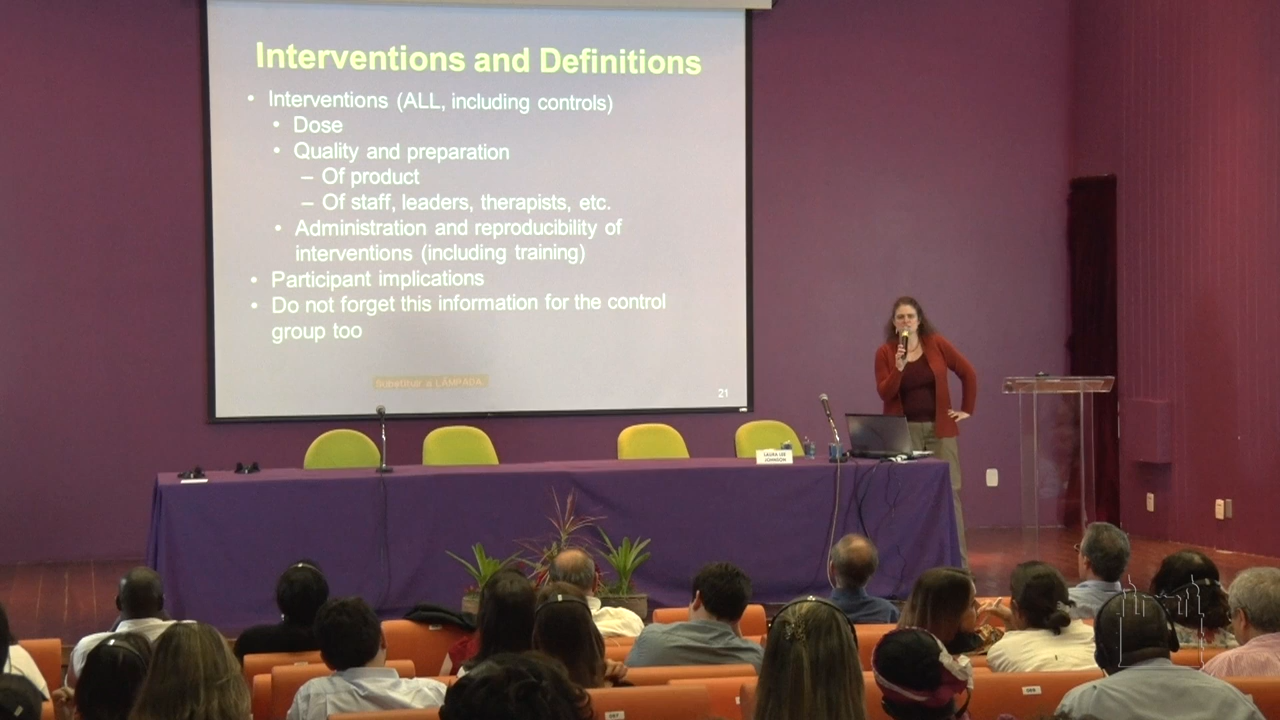 Interventions and Definitions
• Interventions (ALL, including controls)
• Dose
• Quality and preparation
– Of product
– Of staff, leaders, therapists, etc.
• Administration and reproducibility of
interventions (including training)
• Participant implications
• Do not forget this information for the control
group too
Substituir a LÂMPADA
21
LAURA LEE
JOHNSON